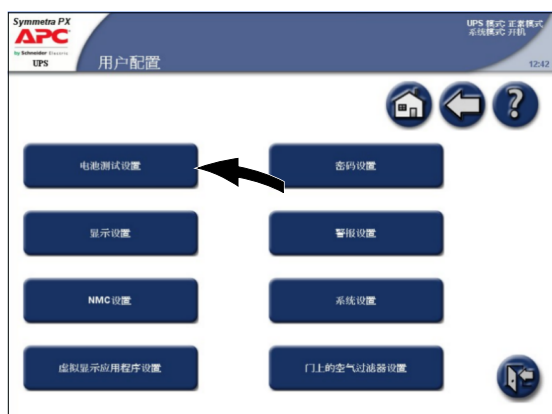 Symmetra PX
APC
by Schneider Electric
UPS
用户配置
UPS 模式: 正常模式
系统模式: 开机
12:42
?
电池测试设置
密码设置
显示设置
警报设置
NMC 设置
系统设置
虚拟显示应用程序设置
门上的空气过滤器设置